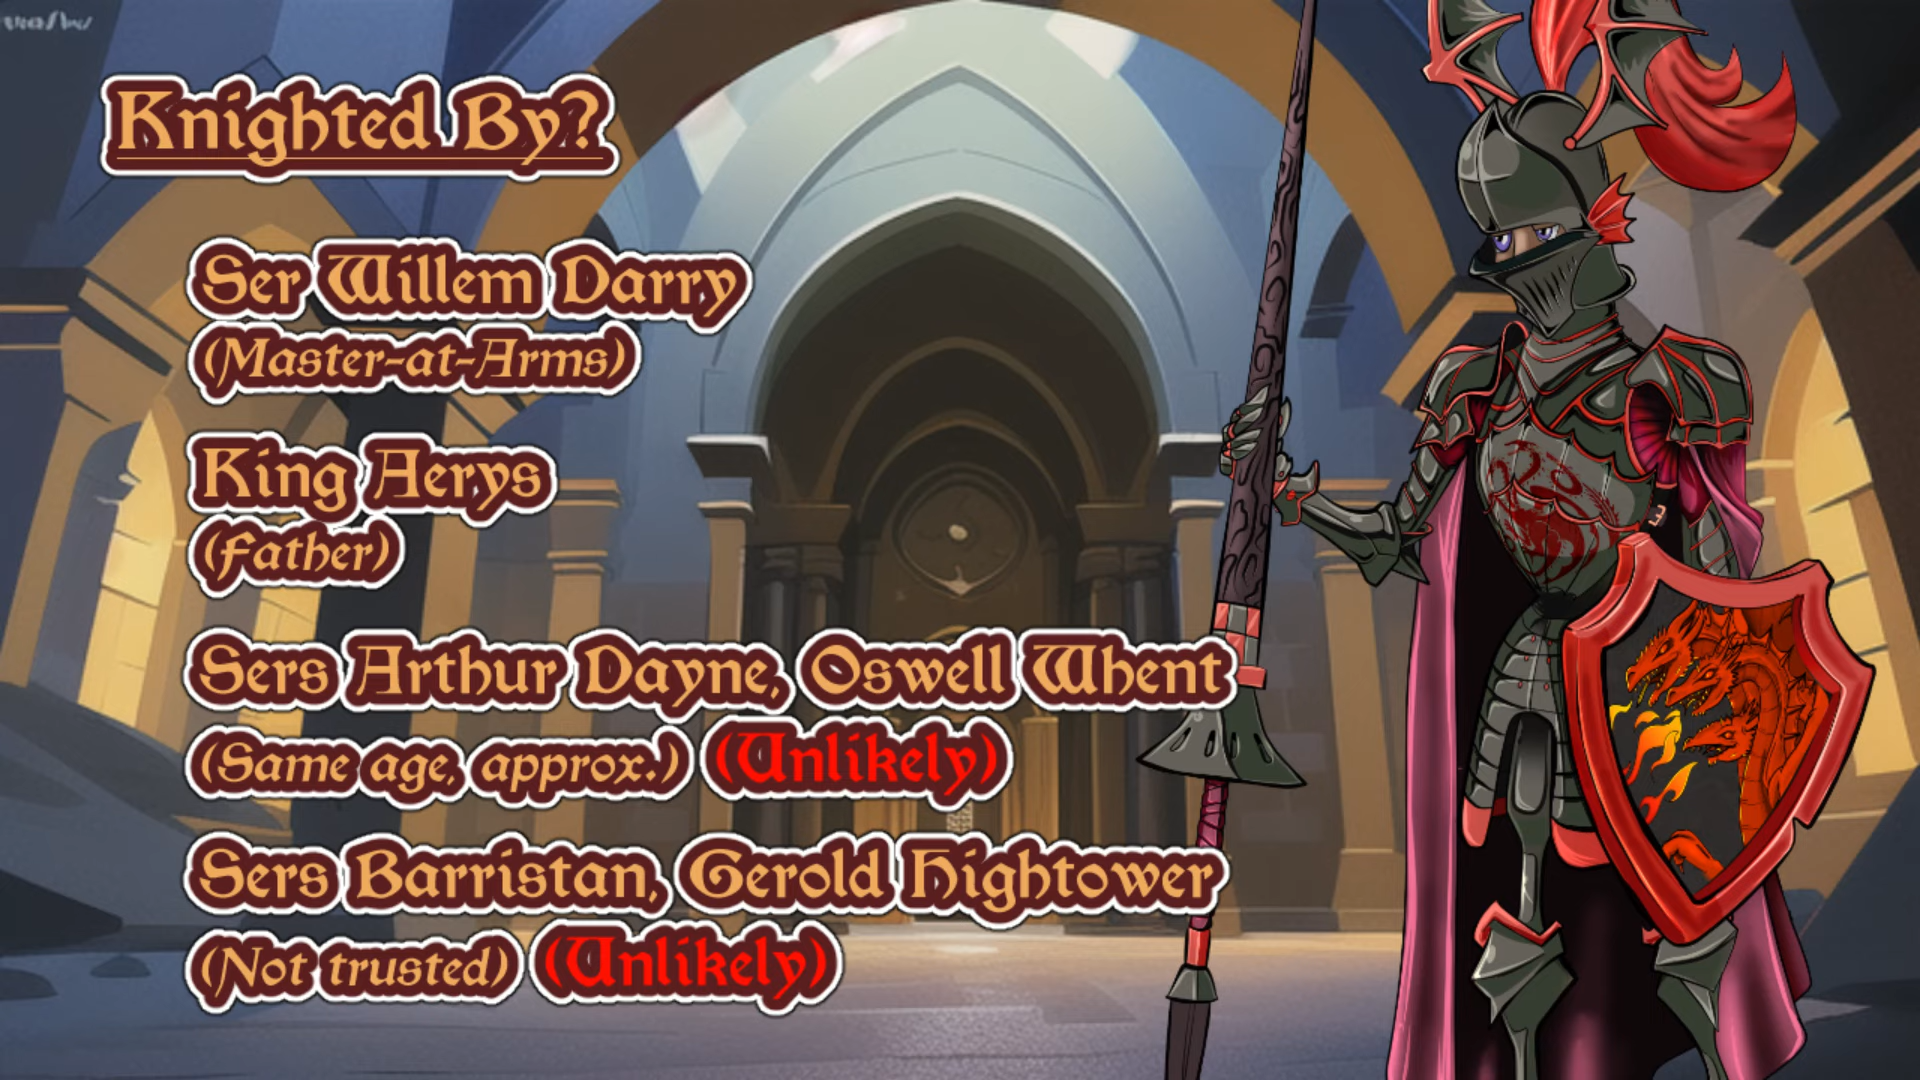 Knighted By?
Ser Willem Darry
(Master-at-Arms)
King Aerys
(Father)
Sers Arthur Dayne, Oswell Whent
(Same age, approx.) (Unlikely)
Sers Barristan, Gerold Hightower
(Not trusted) (Unlikely)